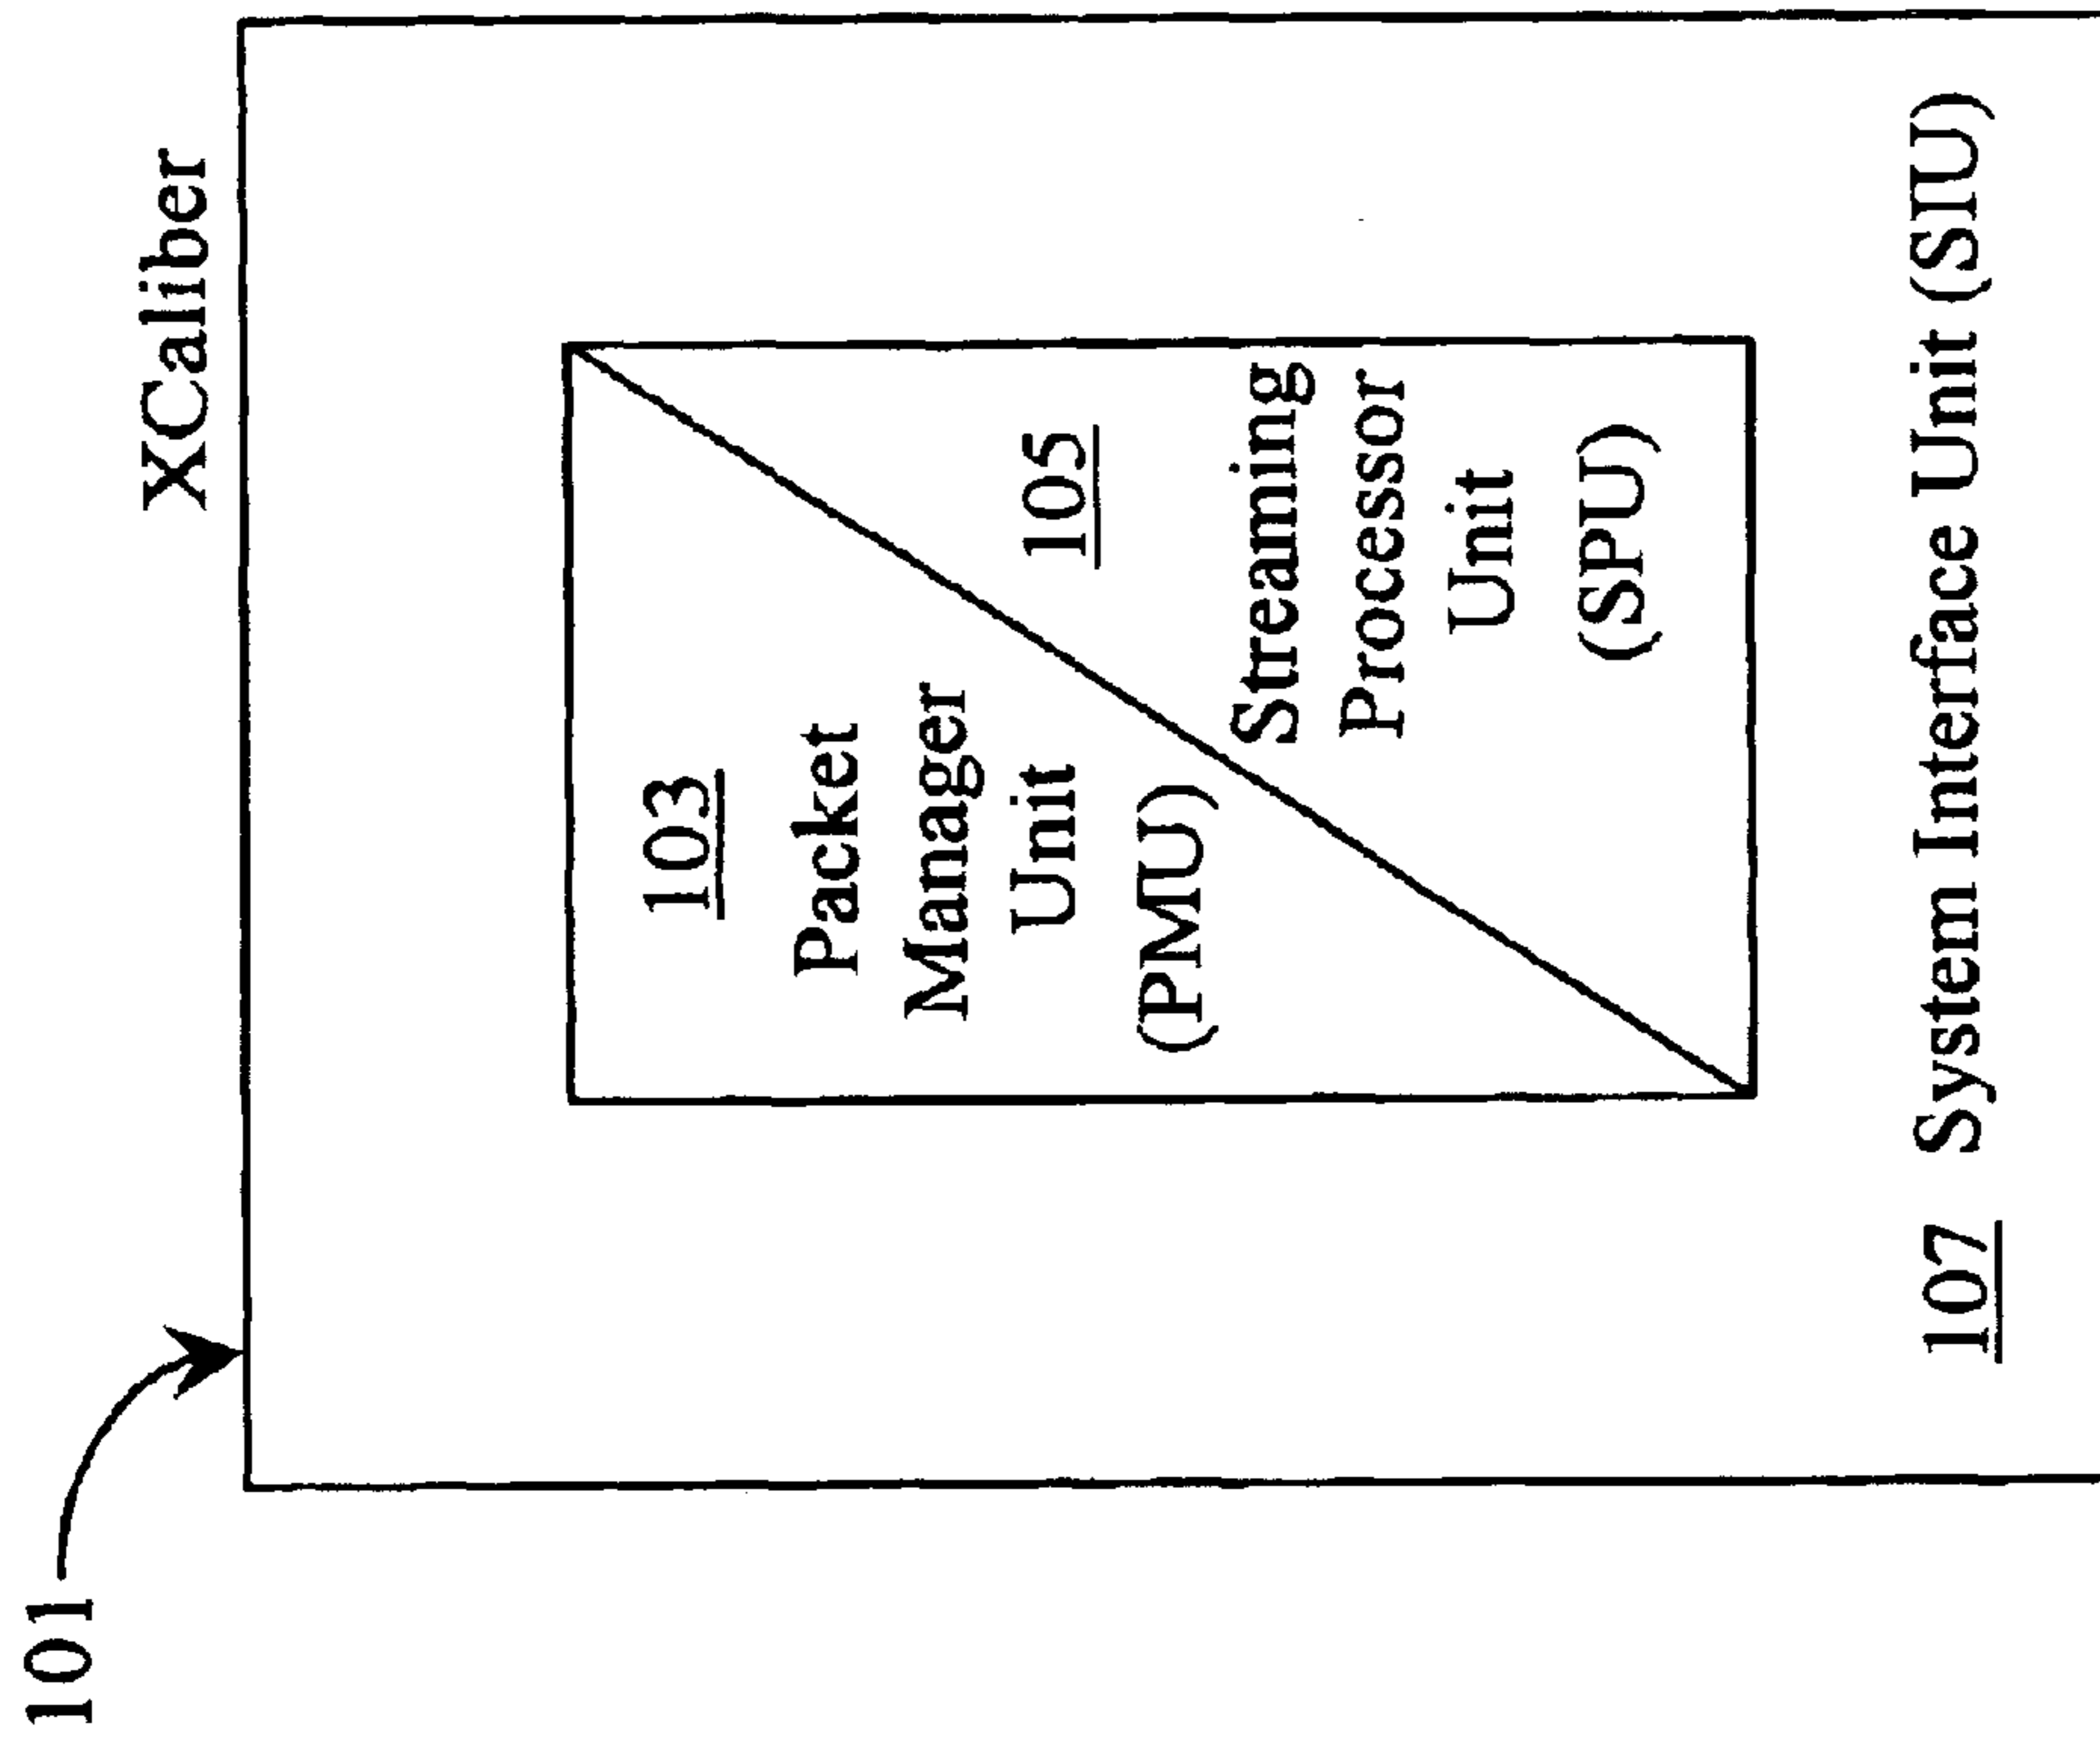 101
XCaliber
103
Packet
Manager
Unit
(PMU)
105
Streaming
Processor
Unit
(SPU)
107 System Interface Unit (SIU)